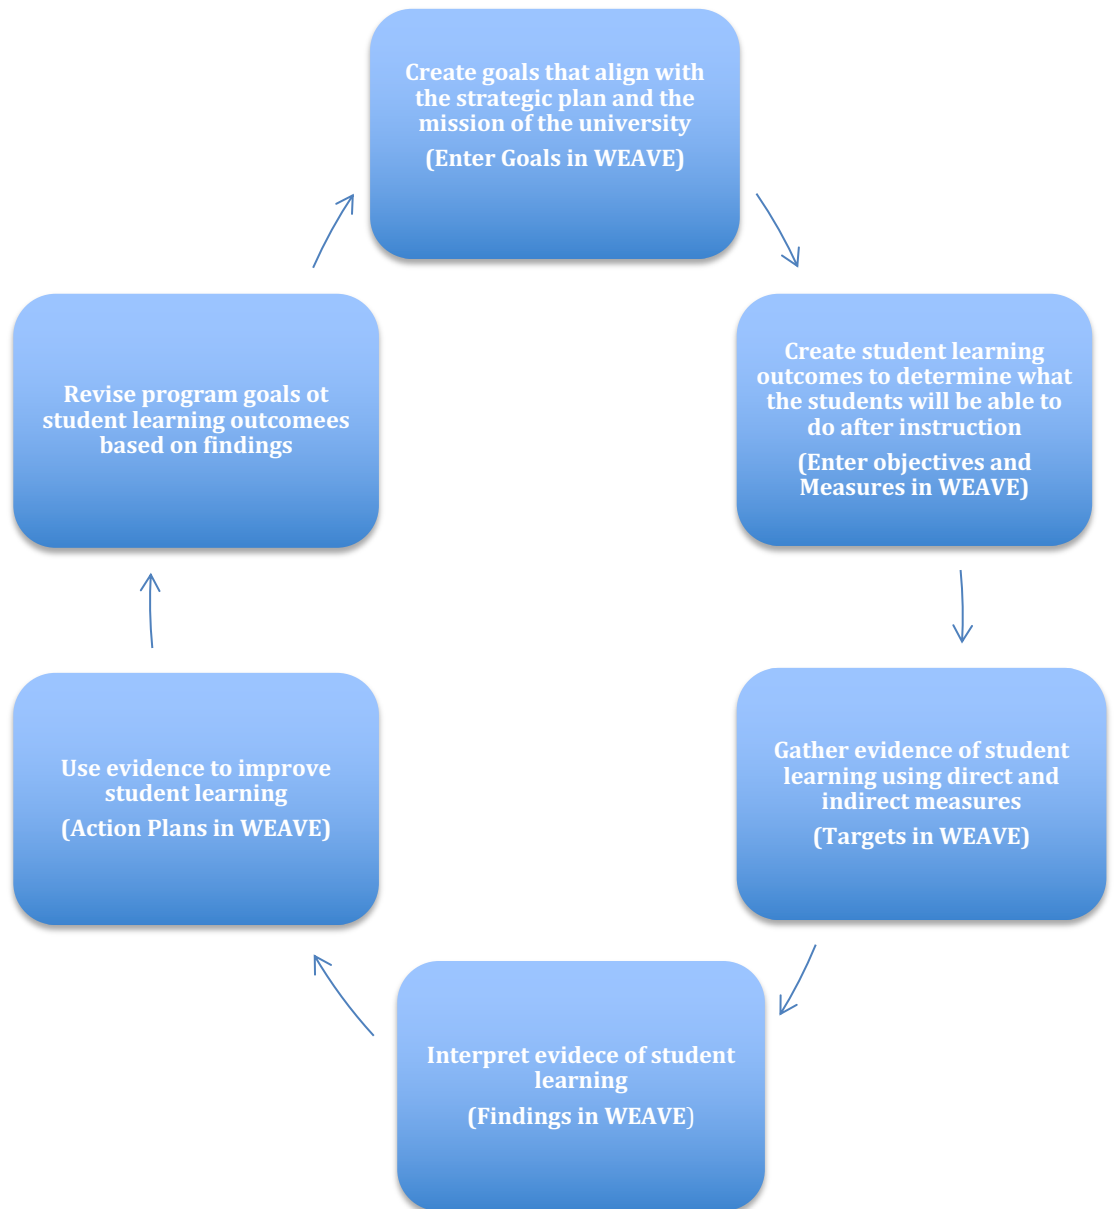 Create goals that align with
the strategic plan and the
mission of the university
(Enter Goals in WEAVE)
Create student learning
outcomes to determine what
the students will be able to
do after instruction
(Enter objectives and
Measures in WEAVE)
Gather evidence of student
learning using direct and
indirect measures
(Targets in WEAVE)
Interpret evidece of student
learning
(Findings in WEAVE)
Use evidence to improve
student learning
(Action Plans in WEAVE)
Revise program goals ot
student learning outcomees
based on findings